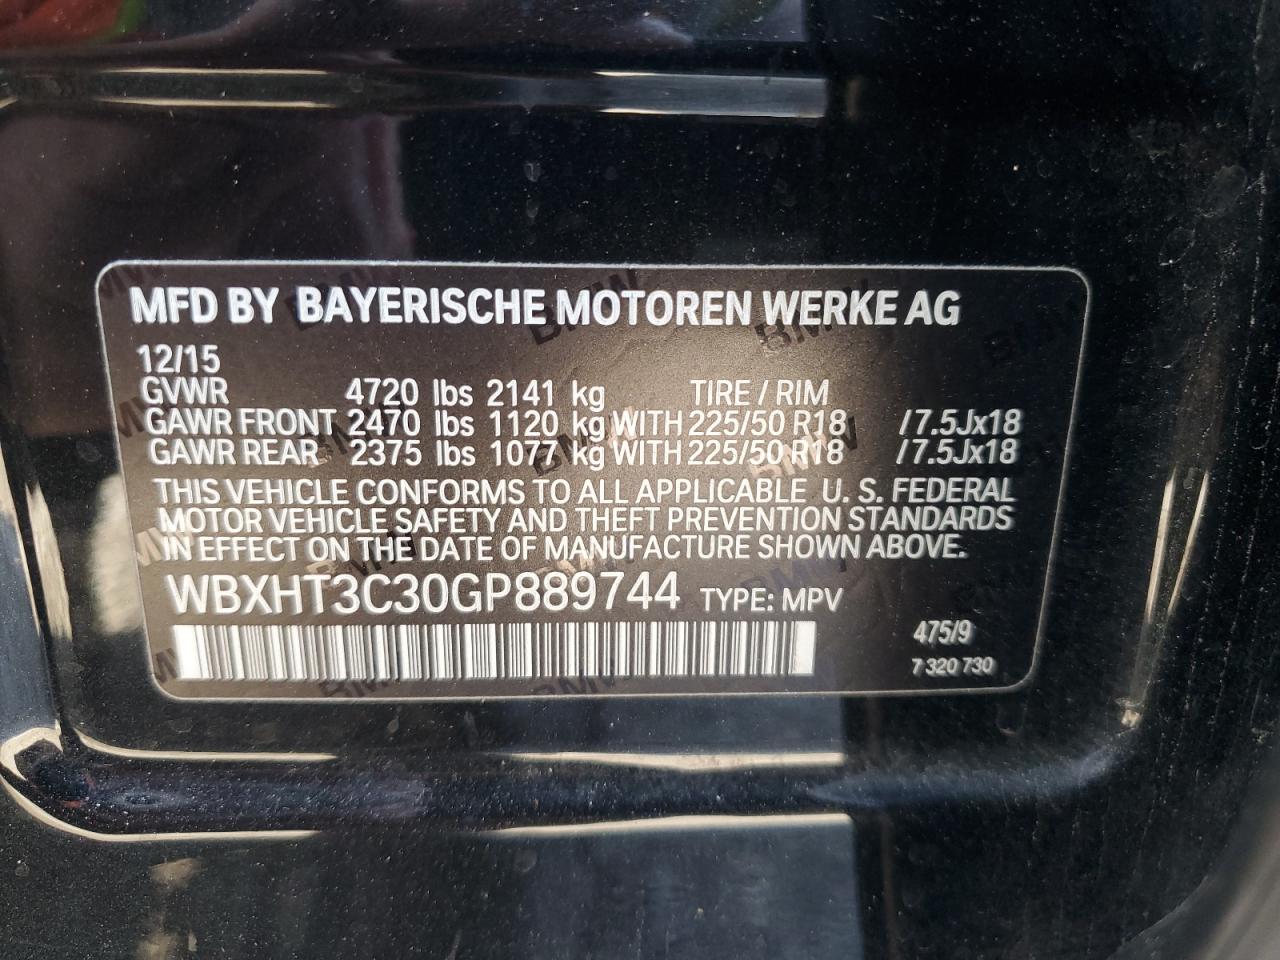 MFD BY BAYERISCHE MOTOREN WERKE AG
12/15
GVWR 4720 lbs 2141 kg TIRE / RIM
GAWR FRONT 2470 lbs 1120 kg WITH 225/50 R18 /7.5Jx18
GAWR REAR 2375 lbs 1077 kg WITH 225/50 R18 /7.5Jx18
THIS VEHICLE CONFORMS TO ALL APPLICABLE U. S. FEDERAL
MOTOR VEHICLE SAFETY AND THEFT PREVENTION STANDARDS
IN EFFECT ON THE DATE OF MANUFACTURE SHOWN ABOVE.
WBXHT3C30GP889744 TYPE: MPV
475/9
7 320 730